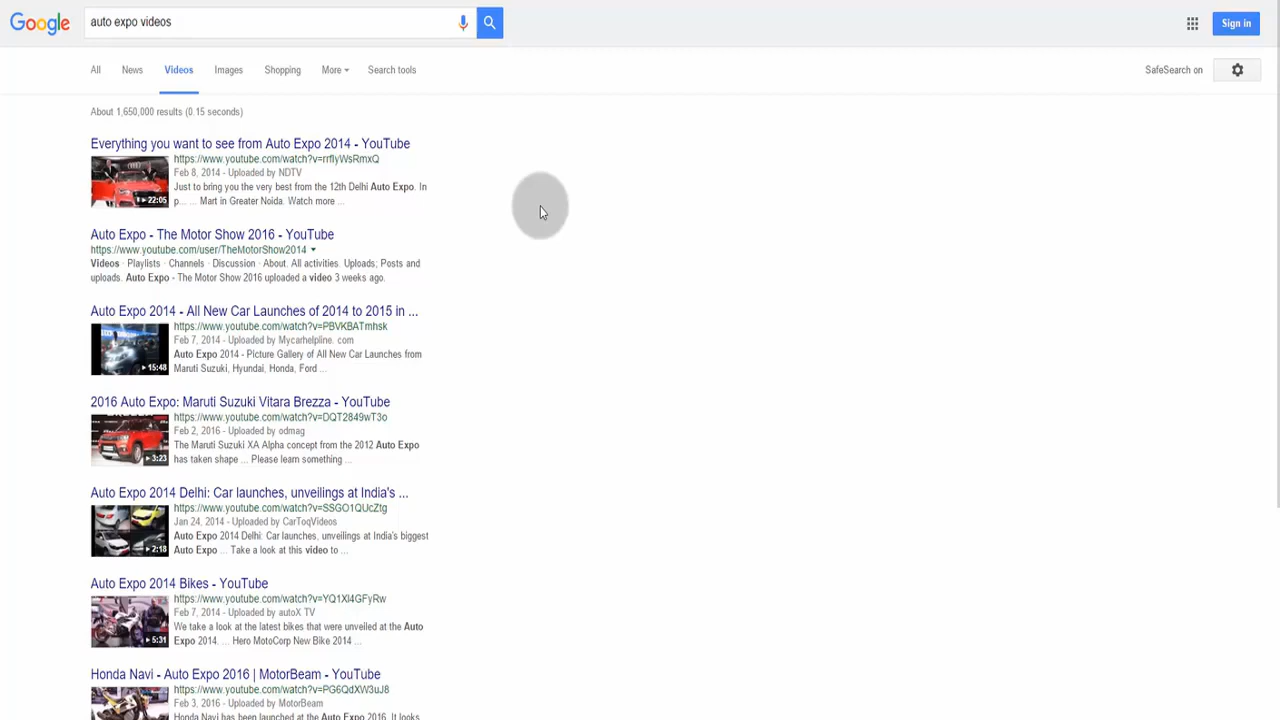 Google
auto expo videos
Sign in
All News Videos Images Shopping More Search tools
SafeSearch on
About 1,650,000 results (0.15 seconds)
Everything you want to see from Auto Expo 2014 - YouTube
https://www.youtube.com/watch?v=rrflyWsRmxQ
Feb 8, 2014 - Uploaded by NDTV
Just to bring you the very best from the 12th Delhi Auto Expo. In
p... ... Mart in Greater Noida. Watch more ...
22:05
Auto Expo - The Motor Show 2016 - YouTube
https://www.youtube.com/user/TheMotorShow2014
Videos · Playlists · Channels · Discussion · About. All activities. Uploads; Posts and
uploads. Auto Expo - The Motor Show 2016 uploaded a video 3 weeks ago.
Auto Expo 2014 - All New Car Launches of 2014 to 2015 in ...
https://www.youtube.com/watch?v=PBVKBATmhsk
Feb 7, 2014 - Uploaded by Mycarhelpline. com
Auto Expo 2014 - Picture Gallery of All New Car Launches from
Maruti Suzuki, Hyundai, Honda, Ford ...
15:48
2016 Auto Expo: Maruti Suzuki Vitara Brezza - YouTube
https://www.youtube.com/watch?v=DQT2849wT3o
Feb 2, 2016 - Uploaded by odmag
The Maruti Suzuki XA Alpha concept from the 2012 Auto Expo
has taken shape ... Please learn something ...
3:23
Auto Expo 2014 Delhi: Car launches, unveilings at India's ...
https://www.youtube.com/watch?v=SSGO1QUcZtg
Jan 24, 2014 - Uploaded by CarToqVideos
Auto Expo 2014 Delhi: Car launches, unveilings at India's biggest
Auto Expo ... Take a look at this video to ...
2:18
Auto Expo 2014 Bikes - YouTube
https://www.youtube.com/watch?v=YQ1Xl4GFyRw
Feb 7, 2014 - Uploaded by autoX TV
We take a look at the latest bikes that were unveiled at the Auto
Expo 2014. ... Hero MotoCorp New Bike 2014 ...
5:31
Honda Navi - Auto Expo 2016 | MotorBeam - YouTube
https://www.youtube.com/watch?v=PG6QdXW3uJ8
Feb 3, 2016 - Uploaded by MotorBeam
Honda Navi has been launched at the Auto Expo 2016. It looks